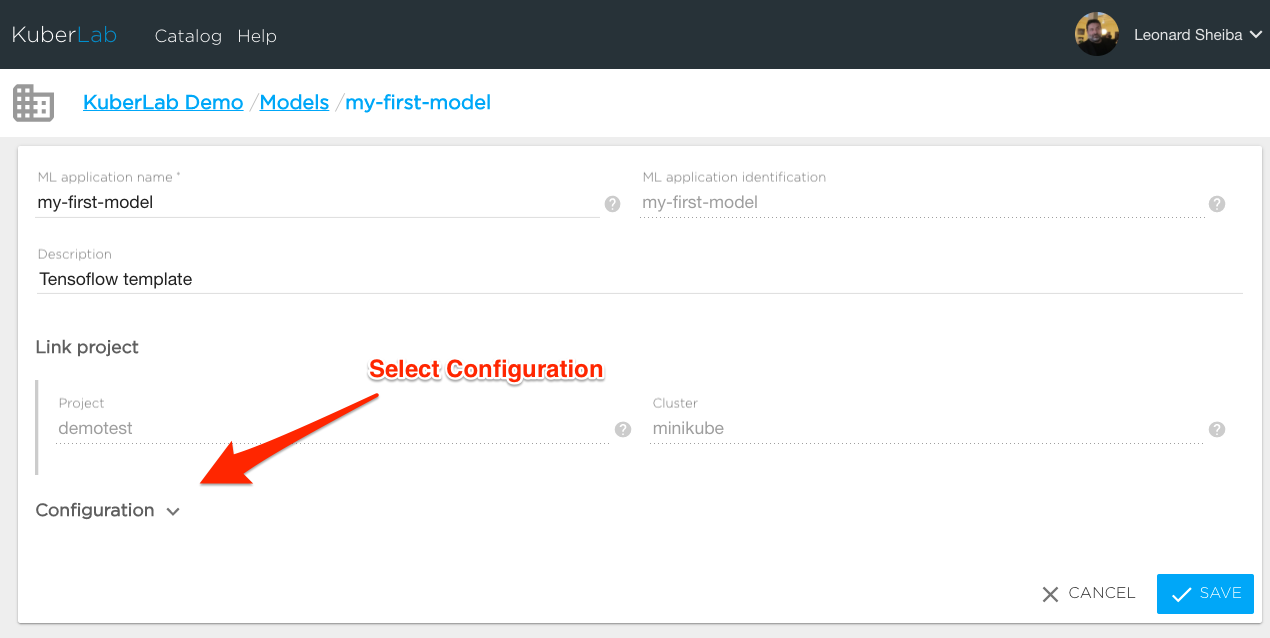 KuberLab Catalog Help Leonard Sheiba
KuberLab Demo / Models / my-first-model
ML application name * ML application identification
my-first-model ? my-first-model ?
Description
Tensoflow template
Link project
Select Configuration
Project Cluster
demotest ? minikube ?
Configuration
CANCEL SAVE